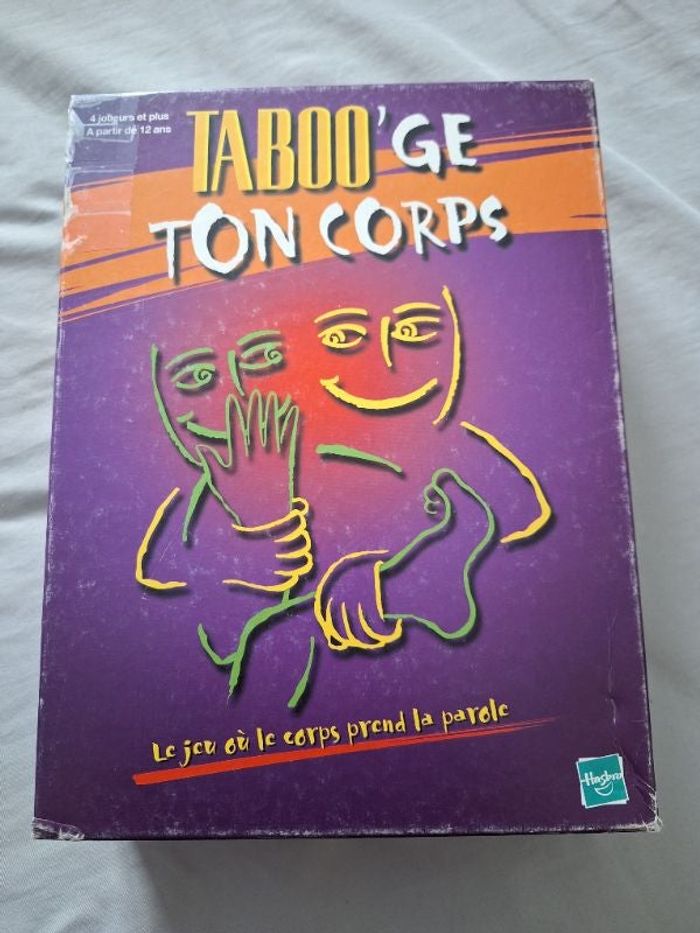 4 joueurs et plus
A partir de 12 ans
TABOO'GE
TON CORPS
Le jeu où le corps prend la parole
Hasbro